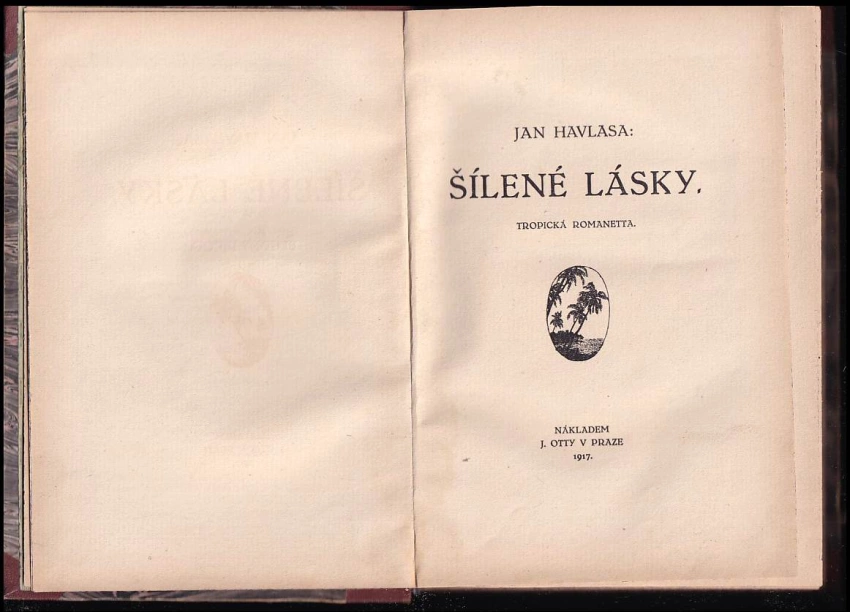 JAN HAVLASA:
ŠÍLENÉ LÁSKY.
TROPICKÁ ROMANETTA.
NÁKLADEM
J. OTTY V PRAZE
1917.